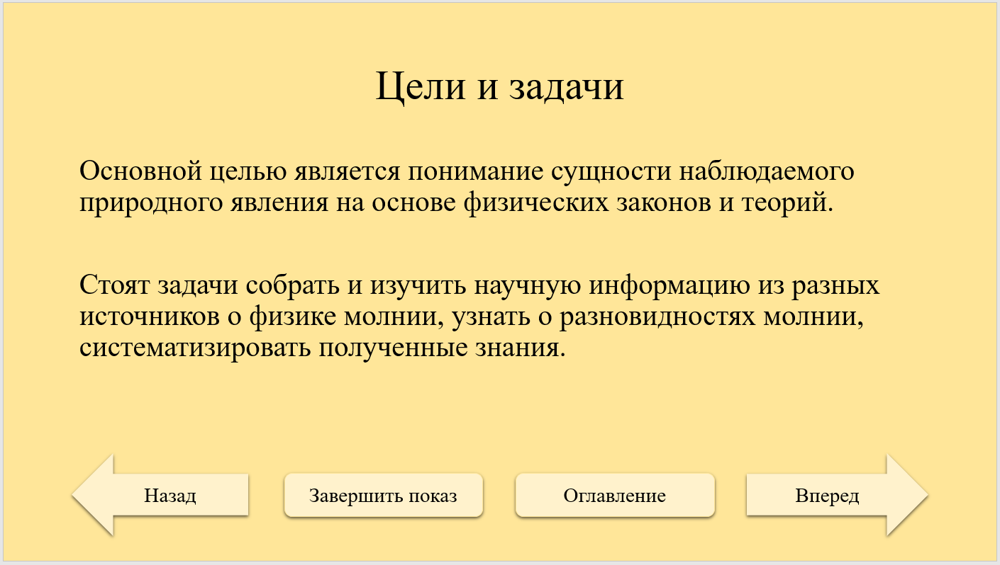 Цели и задачи
Основной целью является понимание сущности наблюдаемого
природного явления на основе физических законов и теорий.
Стоят задачи собрать и изучить научную информацию из разных
источников о физике молнии, узнать о разновидностях молнии,
систематизировать полученные знания.
Назад
Завершить показ
Оглавление
Вперед